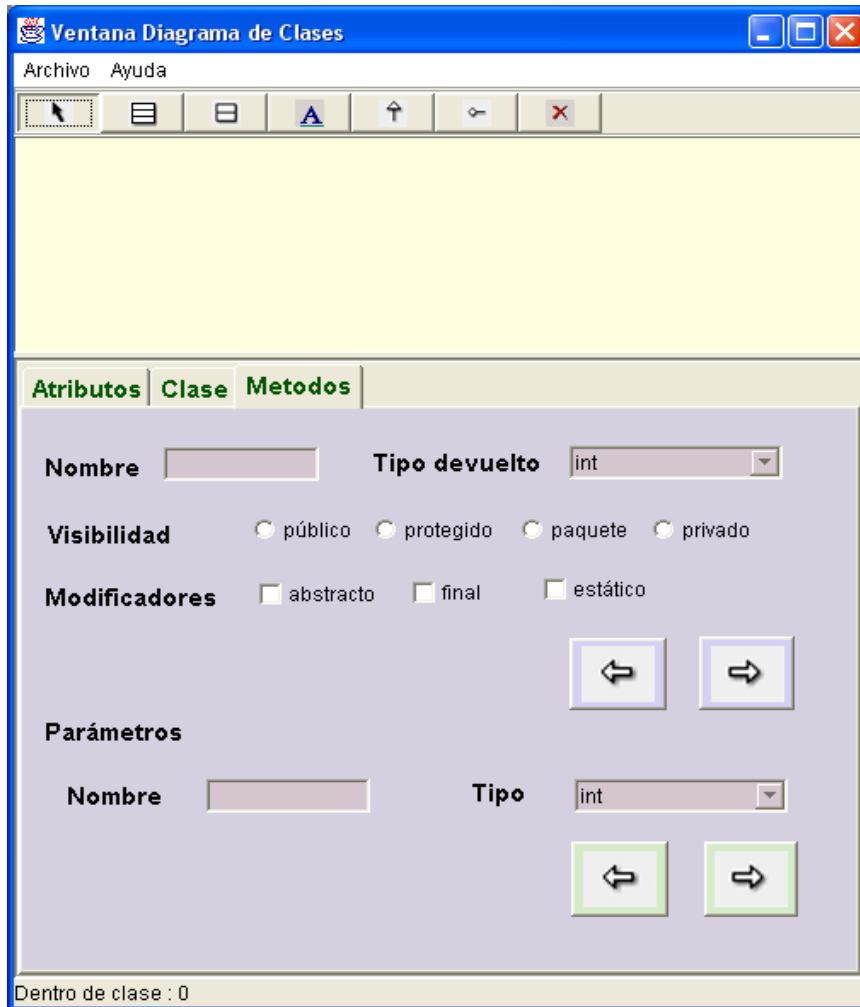 Ventana Diagrama de Clases
Archivo Ayuda
A
Atributos Clase Metodos
Nombre Tipo devuelto int
Visibilidad público protegido paquete privado
Modificadores abstracto final estático
Parámetros
Nombre Tipo int
Dentro de clase : 0